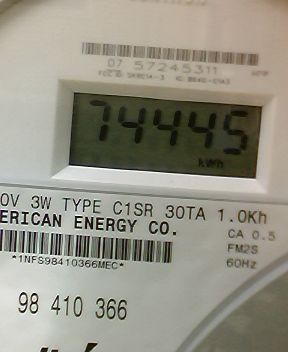 07 57245311
74445
kWh
0V 3W TYPE C1SR 30TA 1.0Kh
ERICAN ENERGY CO.
CA 0.5
FM2S
*1NFS98410366MEC*
60Hz
98 410 366